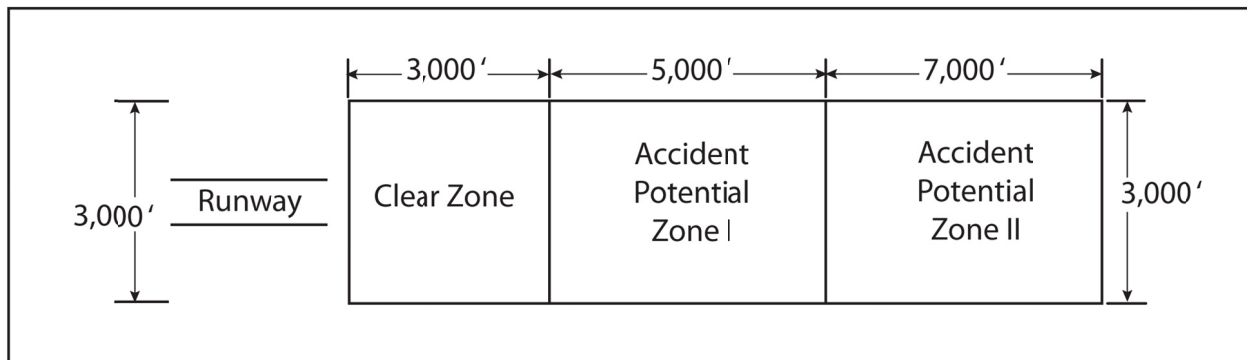 3,000‘
5,000‘
7,000‘
3,000‘
Runway
Clear Zone
Accident
Potential
Zone I
Accident
Potential
Zone II
3,000‘